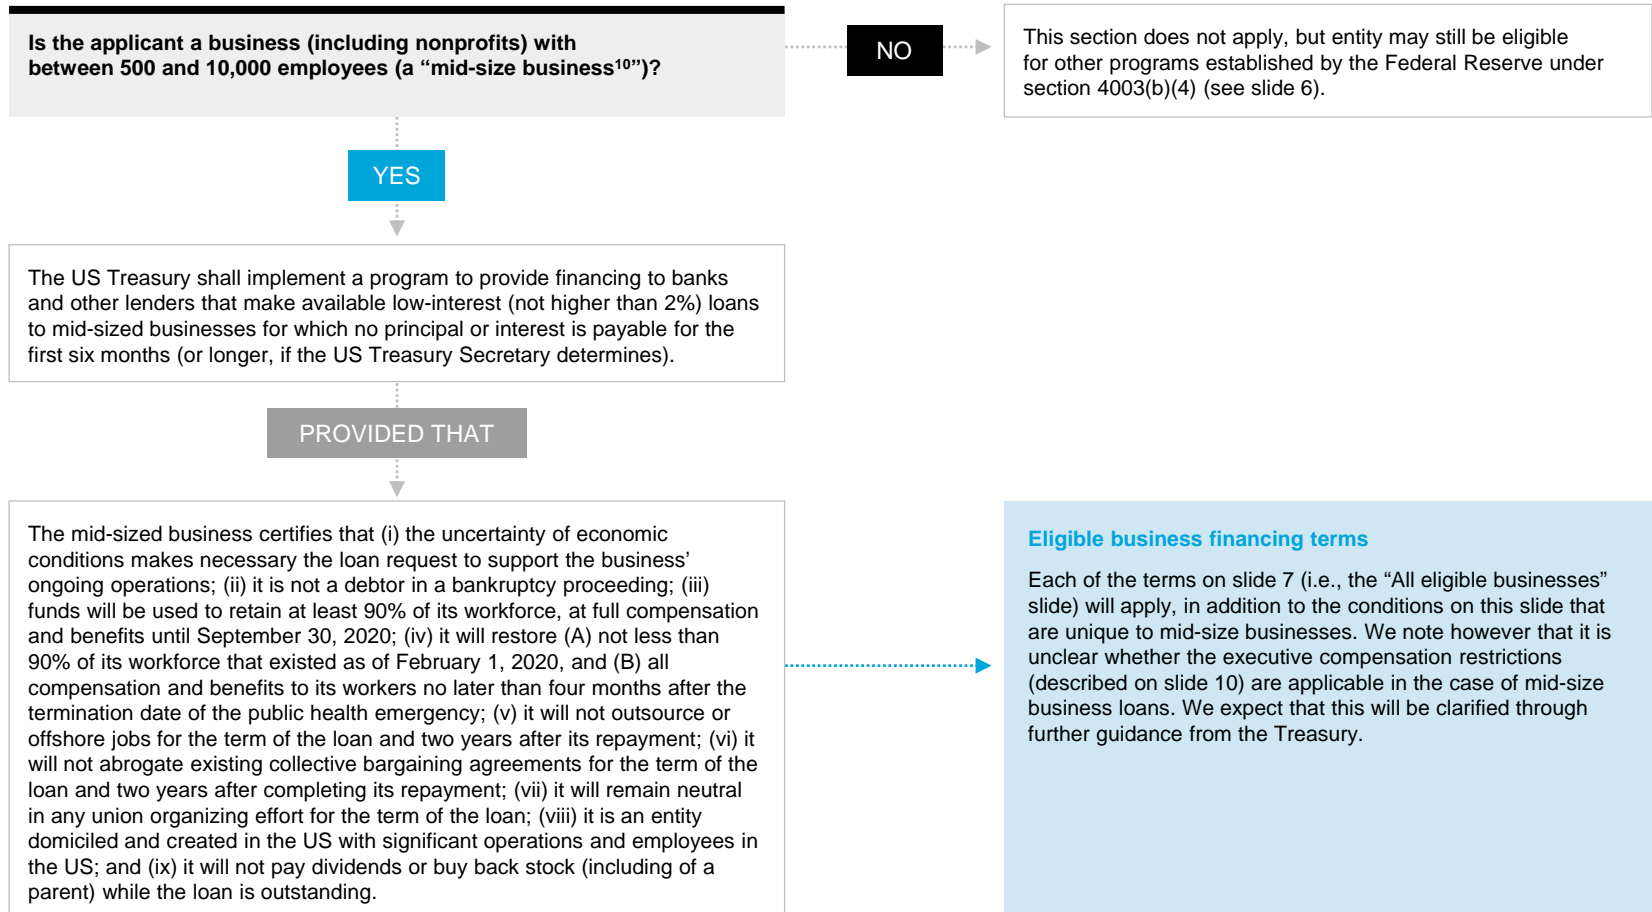 Is the applicant a business (including nonprofits) with
between 500 and 10,000 employees (a “mid-size business¹⁰”)?
NO
This section does not apply, but entity may still be eligible
for other programs established by the Federal Reserve under
section 4003(b)(4) (see slide 6).
YES
The US Treasury shall implement a program to provide financing to banks
and other lenders that make available low-interest (not higher than 2%) loans
to mid-sized businesses for which no principal or interest is payable for the
first six months (or longer, if the US Treasury Secretary determines).
PROVIDED THAT
The mid-sized business certifies that (i) the uncertainty of economic
conditions makes necessary the loan request to support the business’
ongoing operations; (ii) it is not a debtor in a bankruptcy proceeding; (iii)
funds will be used to retain at least 90% of its workforce, at full compensation
and benefits until September 30, 2020; (iv) it will restore (A) not less than
90% of its workforce that existed as of February 1, 2020, and (B) all
compensation and benefits to its workers no later than four months after the
termination date of the public health emergency; (v) it will not outsource or
offshore jobs for the term of the loan and two years after its repayment; (vi) it
will not abrogate existing collective bargaining agreements for the term of the
loan and two years after completing its repayment; (vii) it will remain neutral
in any union organizing effort for the term of the loan; (viii) it is an entity
domiciled and created in the US with significant operations and employees in
the US; and (ix) it will not pay dividends or buy back stock (including of a
parent) while the loan is outstanding.
Eligible business financing terms
Each of the terms on slide 7 (i.e., the “All eligible businesses”
slide) will apply, in addition to the conditions on this slide that
are unique to mid-size businesses. We note however that it is
unclear whether the executive compensation restrictions
(described on slide 10) are applicable in the case of mid-size
business loans. We expect that this will be clarified through
further guidance from the Treasury.